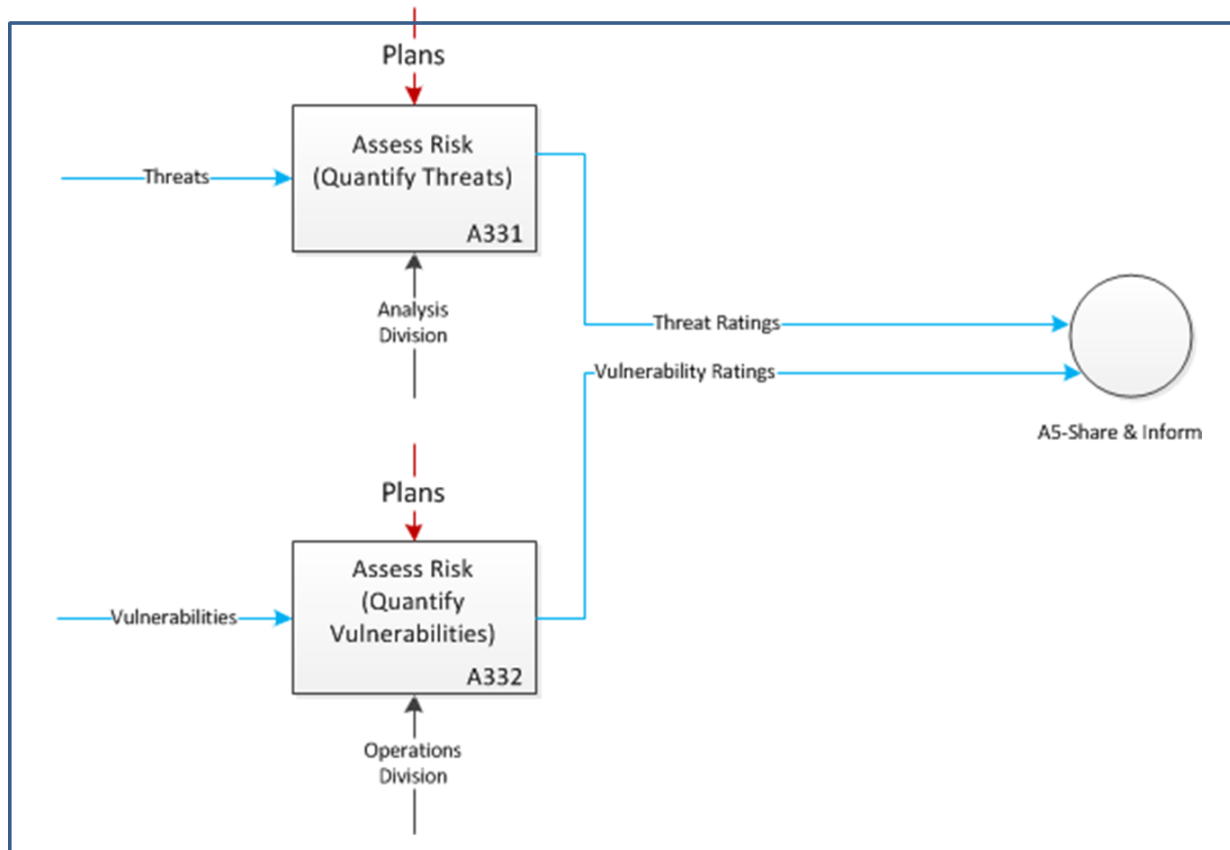 Plans
Assess Risk
(Quantify Threats)
A331
Threats
Analysis
Division
Threat Ratings
Vulnerability Ratings
A5-Share & Inform
Plans
Assess Risk
(Quantify
Vulnerabilities)
A332
Vulnerabilities
Operations
Division